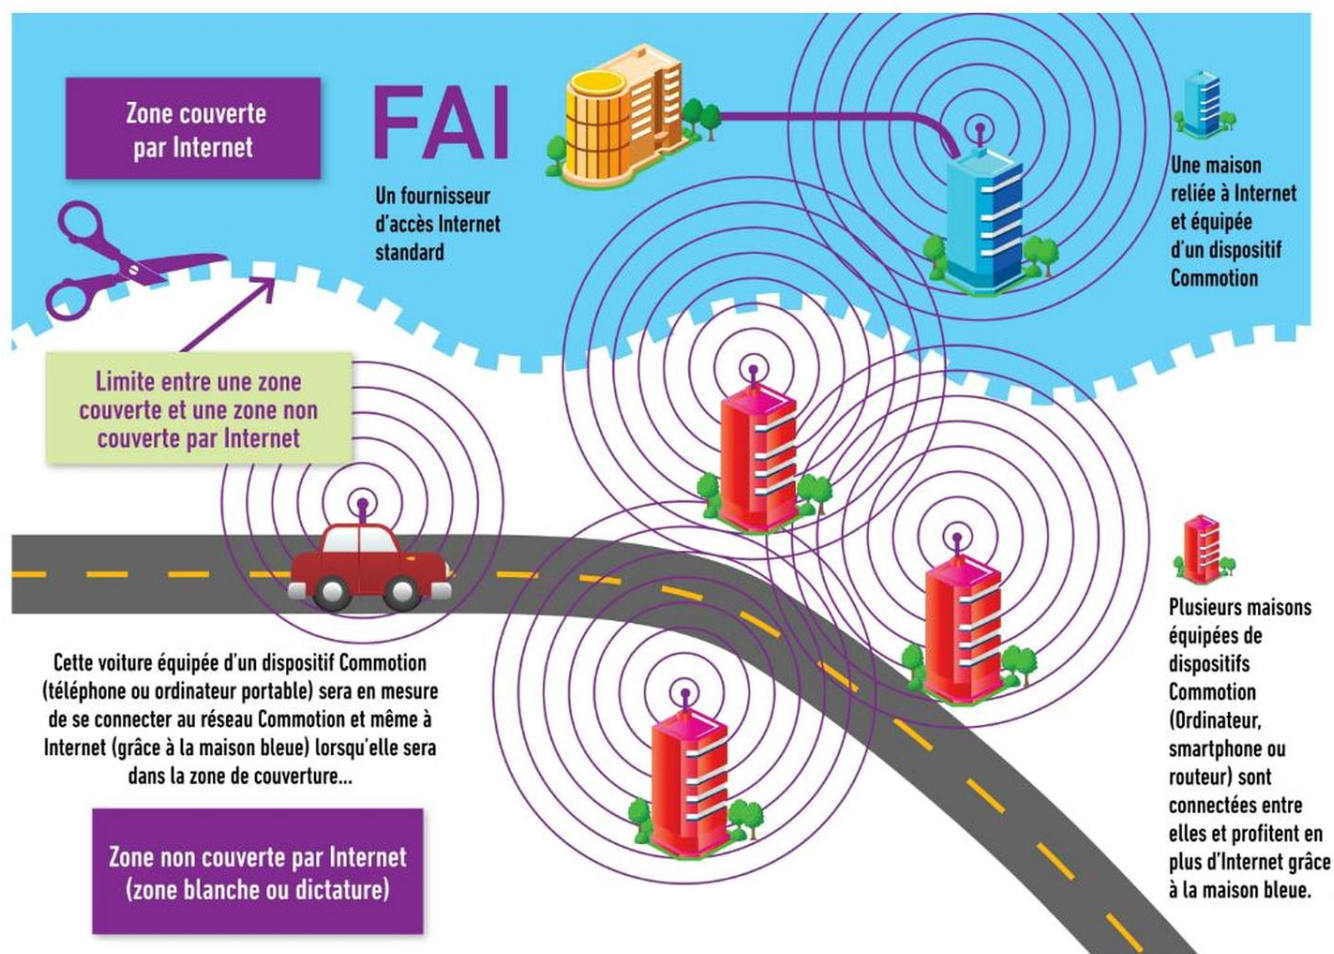 Zone couverte
par Internet
FAI
Un fournisseur
d'accès Internet
standard
Une maison
reliée à Internet
et équipée
d'un dispositif
Commotion
Limite entre une zone
couverte et une zone non
couverte par Internet
Cette voiture équipée d'un dispositif Commotion
(téléphone ou ordinateur portable) sera en mesure
de se connecter au réseau Commotion et même à
Internet (grâce à la maison bleue) lorsqu'elle sera
dans la zone de couverture...
Zone non couverte par Internet
(zone blanche ou dictature)
Plusieurs maisons
équipées de
dispositifs
Commotion
(Ordinateur,
smartphone ou
routeur) sont
connectées entre
elles et profitent en
plus d'Internet grâce
à la maison bleue.